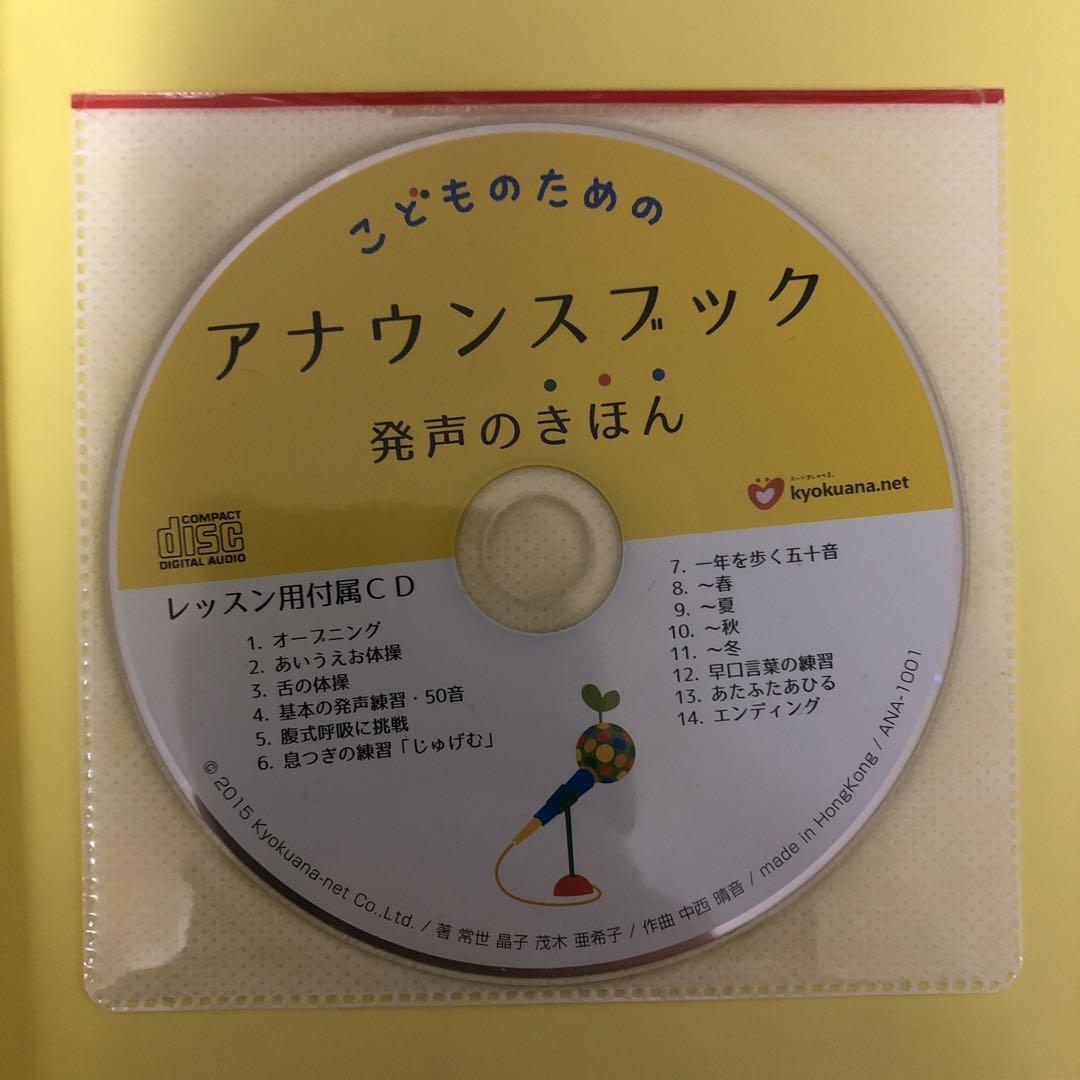 こどものための
アナウンスブック
発声のきほん
kyokuana.net
COMPACT
disc
DIGITAL AUDIO
レッスン用付属CD
1. オープニング
2. あいうえお体操
3. 舌の体操
4. 基本の発声練習・50音
5. 腹式呼吸に挑戦
6. 息つぎの練習「じゅげむ」
7. 一年を歩く五十音
8. ～春
9. ～夏
10. ～秋
11. ～冬
12. 早口言葉の練習
13. あたふたあひる
14. エンディング
© 2015 Kyokuana-net Co.,Ltd. / 著 常世 晶子 茂木 亜希子 / 作曲 中西 晴音 / made in HongKong / ANA-1001